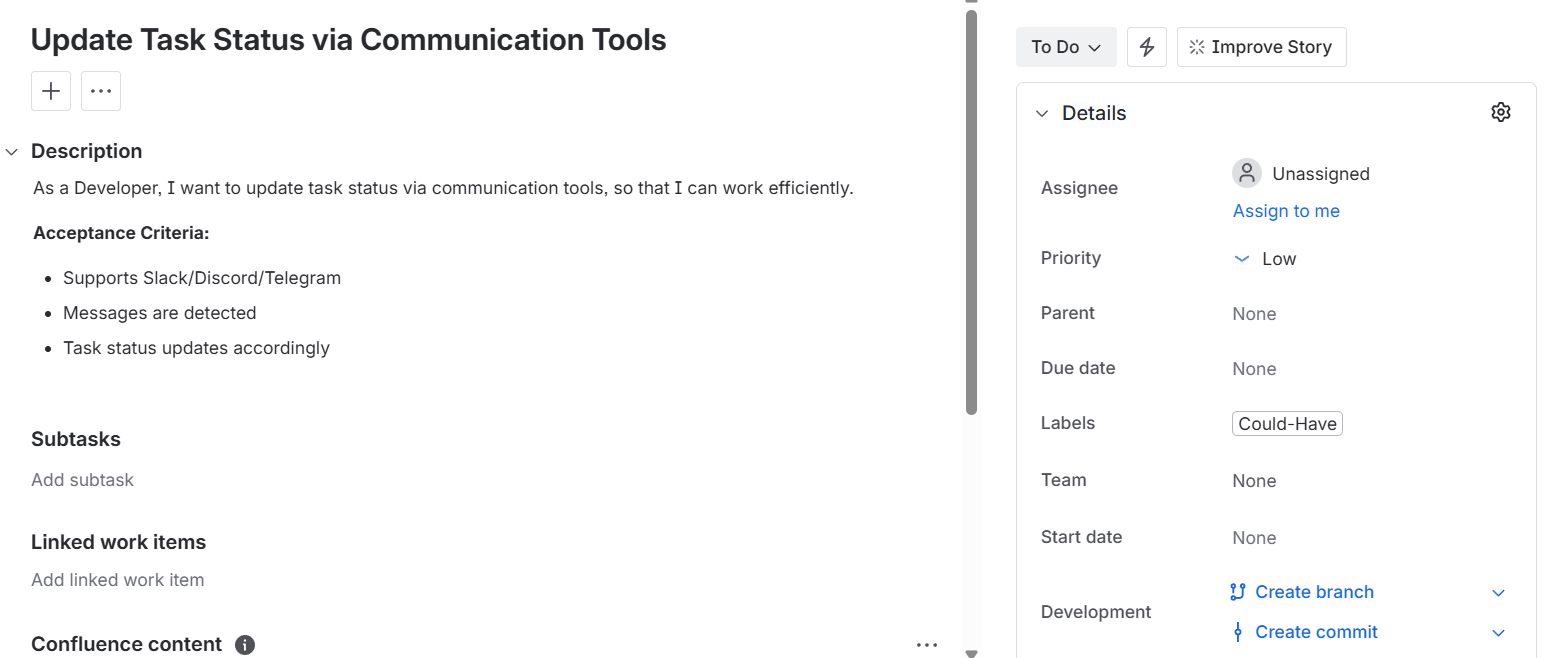 Update Task Status via Communication Tools
Description
As a Developer, I want to update task status via communication tools, so that I can work efficiently.
Acceptance Criteria:
Supports Slack/Discord/Telegram
Messages are detected
Task status updates accordingly
Subtasks
Add subtask
Linked work items
Add linked work item
Confluence content
To Do
Improve Story
Details
Assignee
Unassigned
Assign to me
Priority
Low
Parent
None
Due date
None
Labels
Could-Have
Team
None
Start date
None
Development
Create branch
Create commit